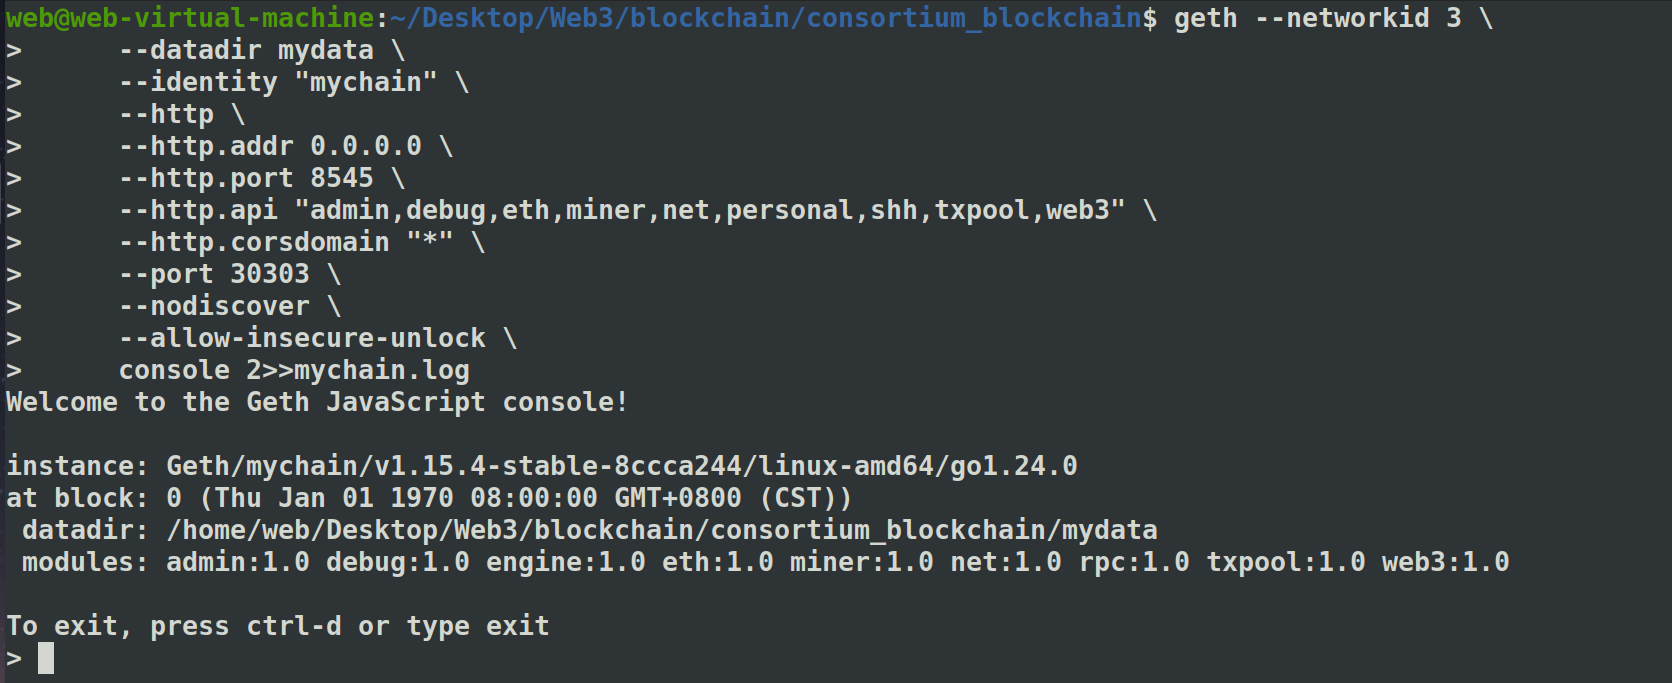 web@web-virtual-machine:~/Desktop/Web3/blockchain/consortium_blockchain$ geth --networkid 3 \
>      --datadir mydata \
>      --identity "mychain" \
>      --http \
>      --http.addr 0.0.0.0 \
>      --http.port 8545 \
>      --http.api "admin,debug,eth,miner,net,personal,shh,txpool,web3" \
>      --http.corsdomain "*" \
>      --port 30303 \
>      --nodiscover \
>      --allow-insecure-unlock \
>      console 2>>mychain.log
Welcome to the Geth JavaScript console!

instance: Geth/mychain/v1.15.4-stable-8ccca244/linux-amd64/go1.24.0
at block: 0 (Thu Jan 01 1970 08:00:00 GMT+0800 (CST))
 datadir: /home/web/Desktop/Web3/blockchain/consortium_blockchain/mydata
 modules: admin:1.0 debug:1.0 engine:1.0 eth:1.0 miner:1.0 net:1.0 rpc:1.0 txpool:1.0 web3:1.0

To exit, press ctrl-d or type exit
>